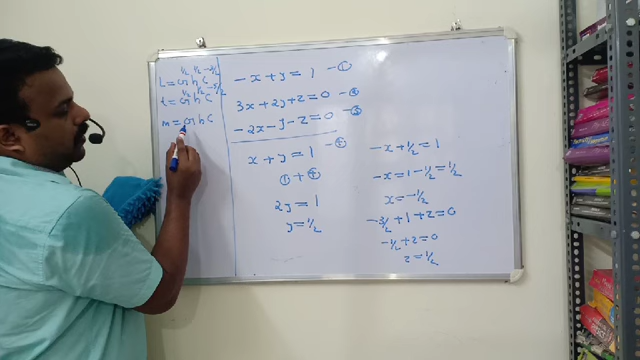 L = G^1/2 h^1/2 C^-3/2
t = G^1/2 h^1/2 C^-5/2
m = G h C
-x + y = 1 -①
3x + 2y + z = 0 -②
-2x - y - z = 0 -③
x + y = 1 -④
① + ④
2y = 1
y = 1/2
-x + 1/2 = 1
-x = 1 - 1/2 = 1/2
x = -1/2
-3/2 + 1 + z = 0
-1/2 + z = 0
z = 1/2